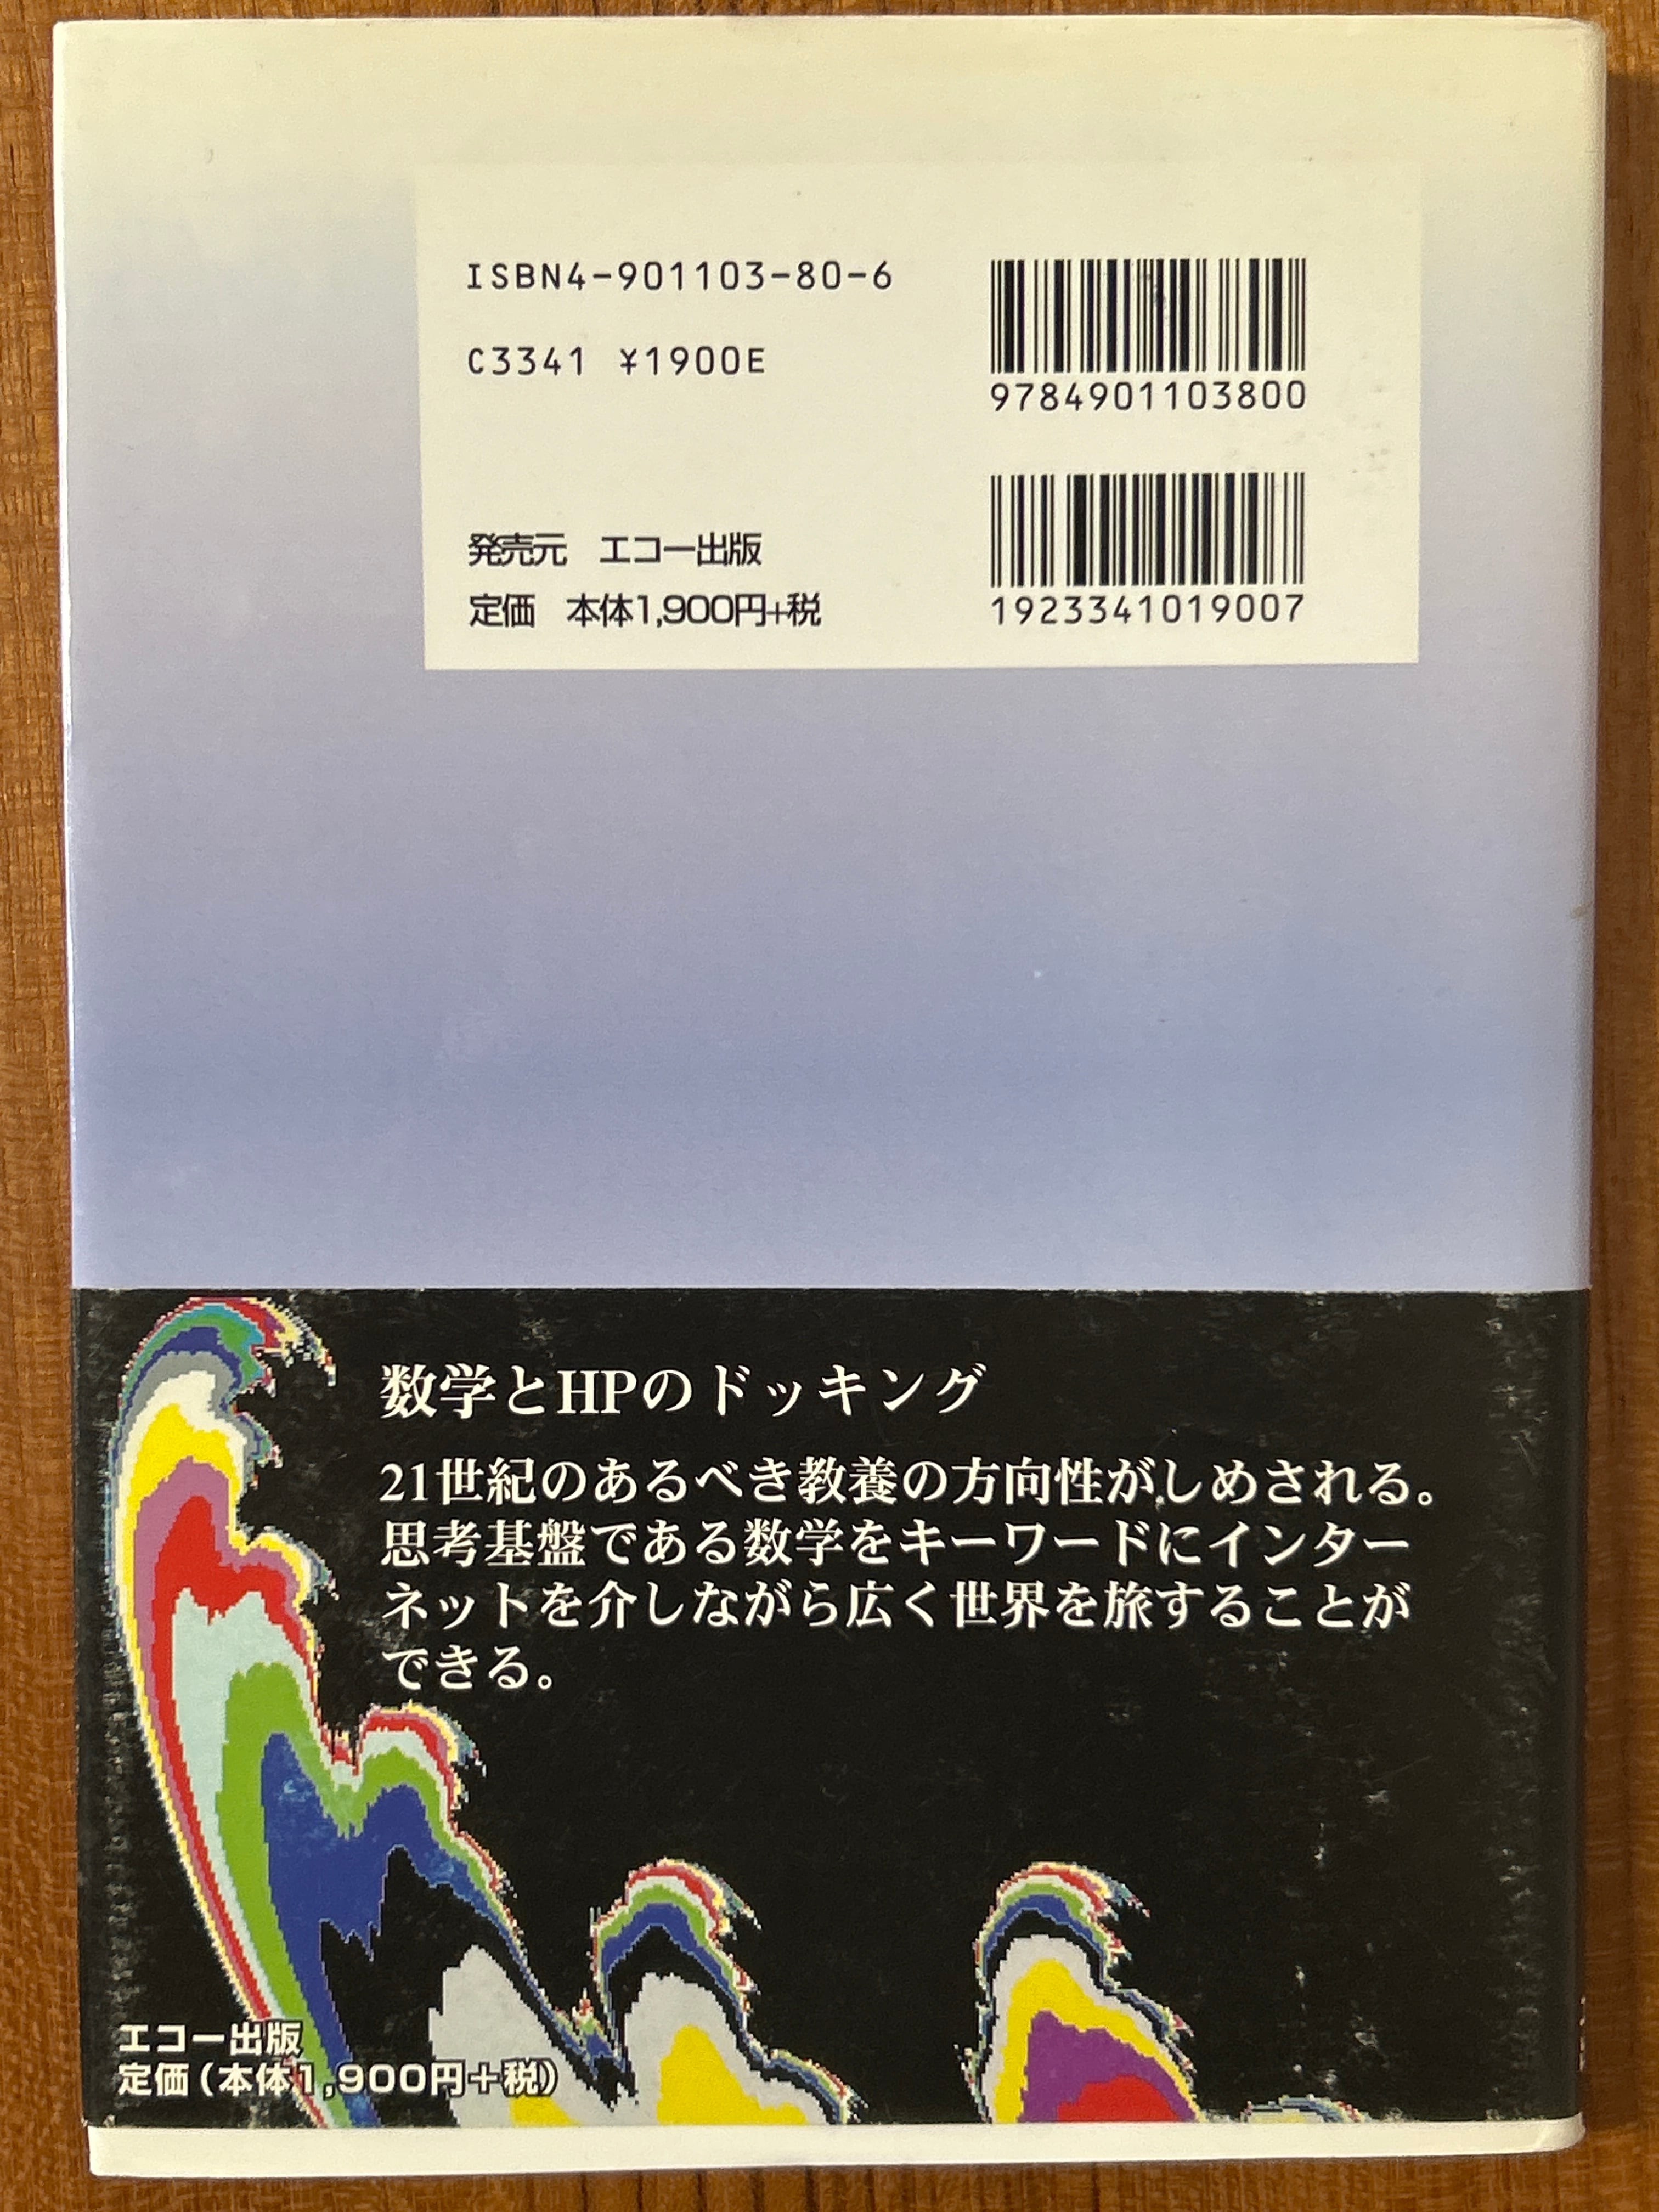 ISBN4-901103-80-6
C3341 ¥1900E
9784901103800
発売元　エコー出版
定価　本体1,900円+税
1923341019007
数学とHPのドッキング
21世紀のあるべき教養の方向性がしめされる。
思考基盤である数学をキーワードにインター
ネットを介しながら広く世界を旅することが
できる。
エコー出版
定価（本体1,900円＋税）